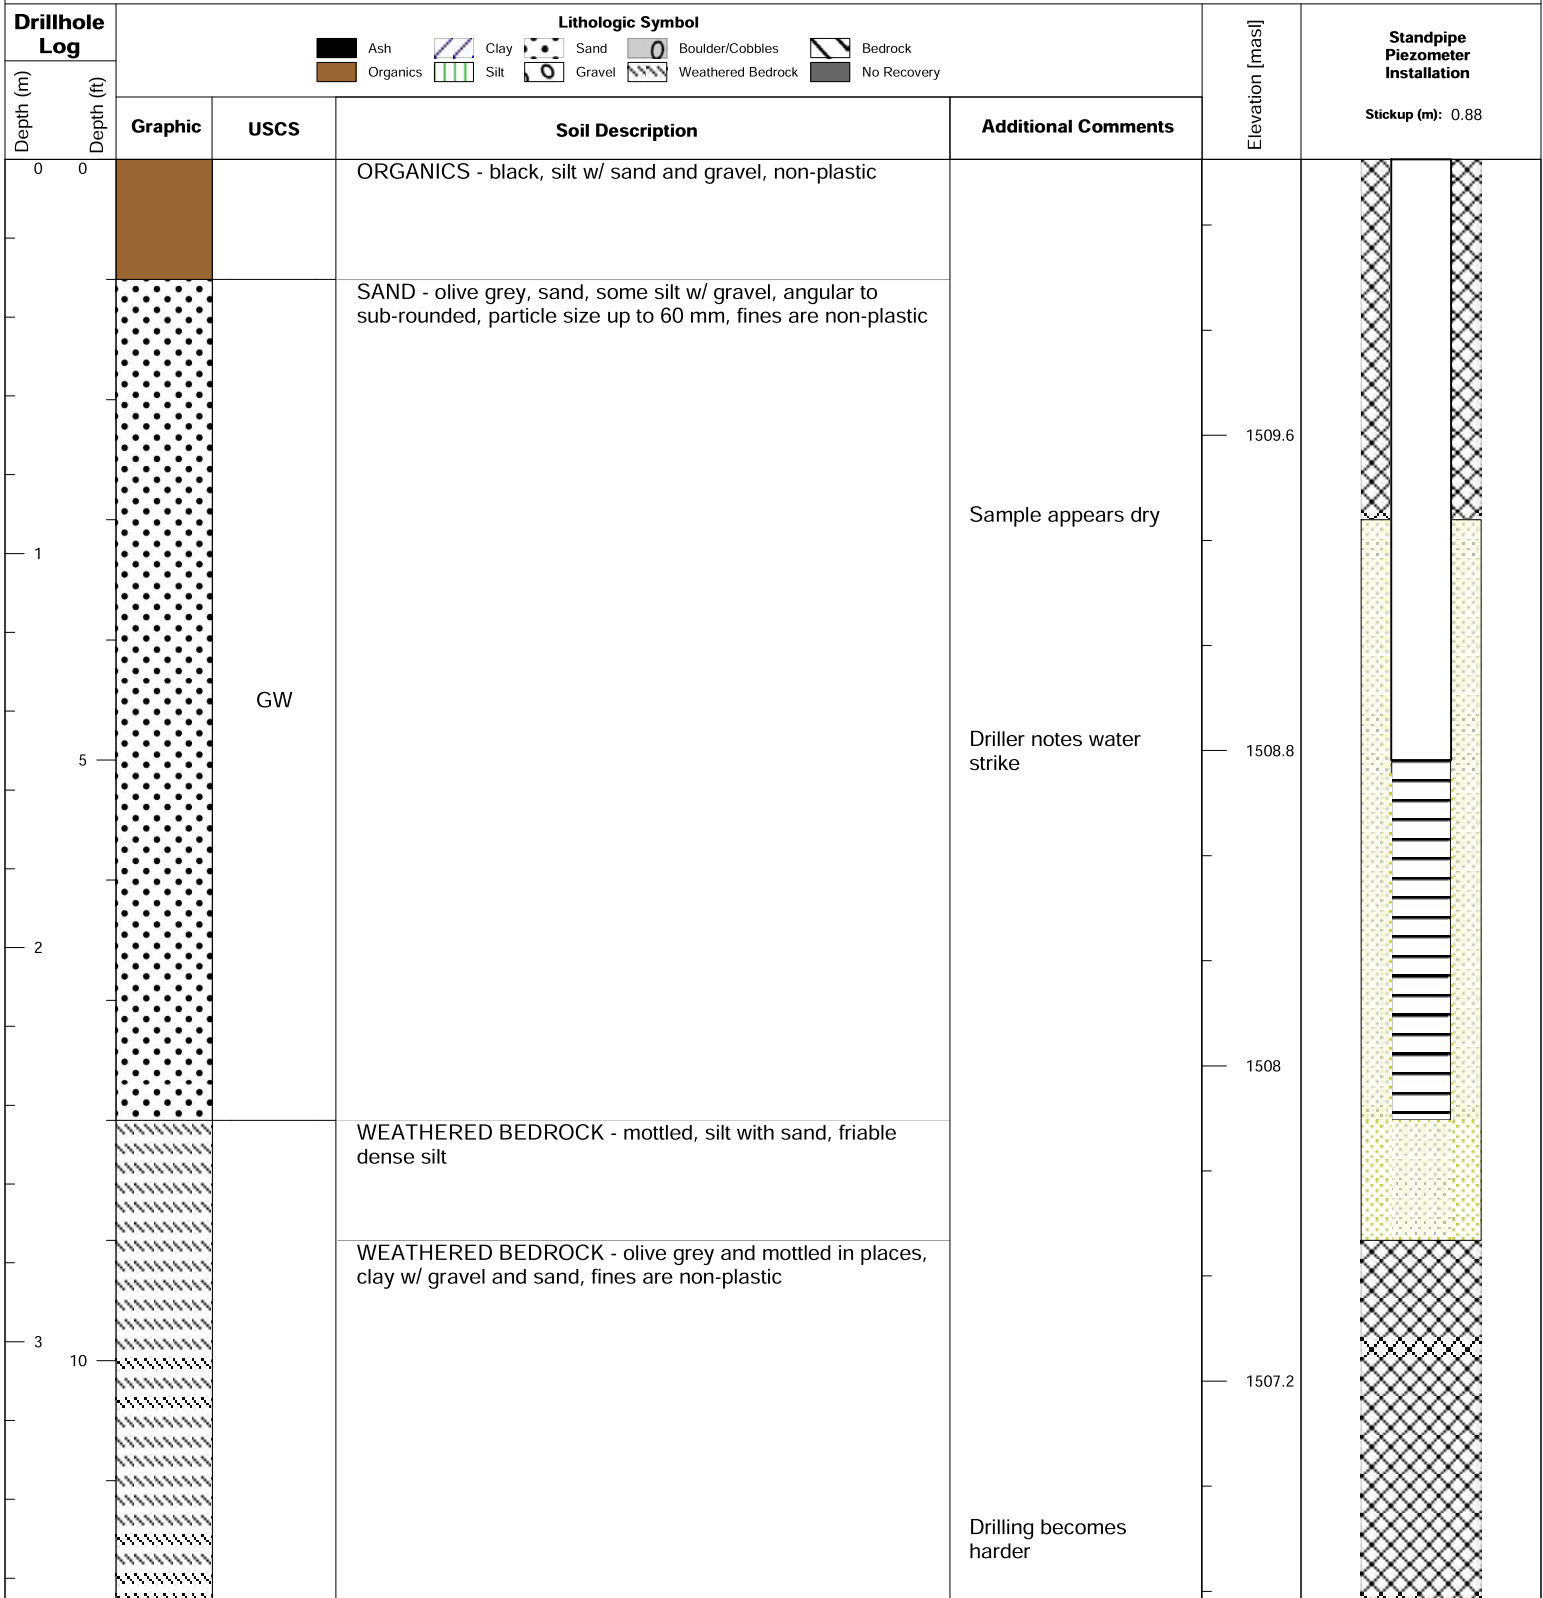 Drillhole
Log
Depth (m)
Depth (ft)
Lithologic Symbol
Ash
Clay
Sand
Boulder/Cobbles
Bedrock
Organics
Silt
Gravel
Weathered Bedrock
No Recovery
Graphic
USCS
Soil Description
Additional Comments
Elevation [masl]
Standpipe
Piezometer
Installation
Stickup (m): 0.88
0
0
ORGANICS - black, silt w/ sand and gravel, non-plastic
SAND - olive grey, sand, some silt w/ gravel, angular to
sub-rounded, particle size up to 60 mm, fines are non-plastic
1509.6
Sample appears dry
1
GW
Driller notes water
strike
1508.8
5
2
1508
WEATHERED BEDROCK - mottled, silt with sand, friable
dense silt
WEATHERED BEDROCK - olive grey and mottled in places,
clay w/ gravel and sand, fines are non-plastic
3
10
1507.2
Drilling becomes
harder